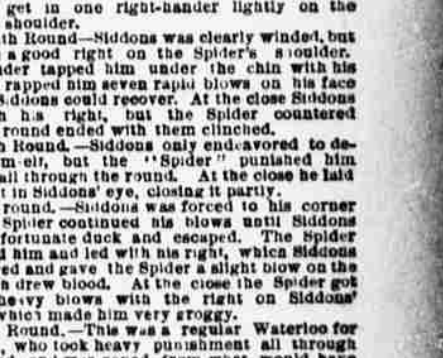 get in one right-hander lightly on the
shoulder.
th Round—Siddons was clearly winded, but
a good right on the Spider's shoulder.
der tapped him under the chin with his
rapped him seven rapid blows on his face
Siddons could recover. At the close Siddons
h his right, but the Spider countered
round ended with them clinched.
h Round.—Siddons only endeavored to de-
m elf, but the "Spider" punished him
all through the round. At the close he laid
t in Siddons' eye, closing it partly.
round.—Siddons was forced to his corner
Spider continued his blows until Siddons
fortunate duck and escaped. The Spider
d him and led with his right, which Siddons
ed and gave the Spider a slight blow on the
h drew blood. At the close the Spider got
heavy blows with the right on Siddons'
which made him very groggy.
Round.—This was a regular Waterloo for
, who took heavy punishment all through